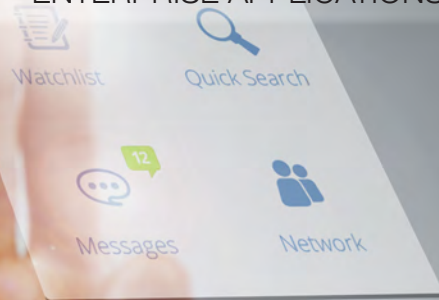 ENTERPRISE APPLICATIONS
Watchlist
Quick Search
12
Messages
Network